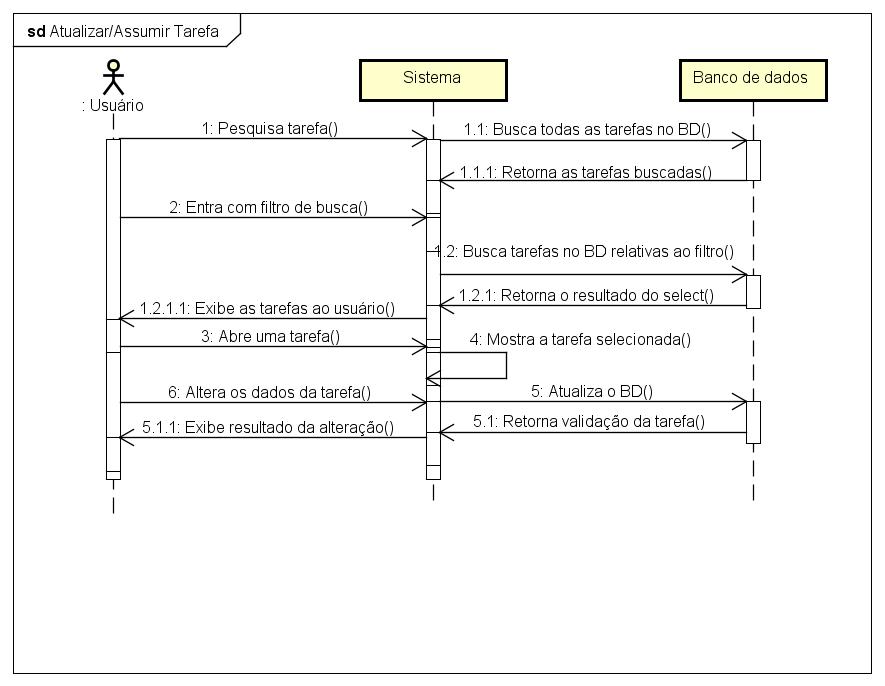 sd Atualizar/Assumir Tarefa
: Usuário
Sistema
Banco de dados
1: Pesquisa tarefa()
1.1: Busca todas as tarefas no BD()
1.1.1: Retorna as tarefas buscadas()
2: Entra com filtro de busca()
1.2: Busca tarefas no BD relativas ao filtro()
1.2.1: Retorna o resultado do select()
1.2.1.1: Exibe as tarefas ao usuário()
3: Abre uma tarefa()
4: Mostra a tarefa selecionada()
6: Altera os dados da tarefa()
5: Atualiza o BD()
5.1: Retorna validação da tarefa()
5.1.1: Exibe resultado da alteração()